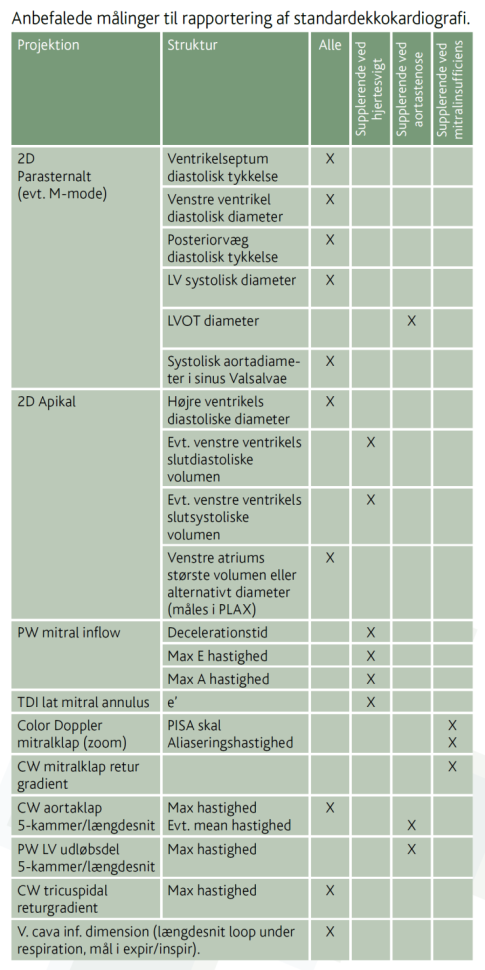 Anbefalede målinger til rapportering af standardekkokardiografi.
Projektion
Struktur
Alle
Supplerende ved
hjertesvigt
Supplerende ved
aortastenose
Supplerende ved
mitralinsufficiens
2D
Parasternalt
(evt. M-mode)
Ventrikelseptum
diastolisk tykkelse
X
Venstre ventrikel
diastolisk diameter
X
Posteriorvæg
diastolisk tykkelse
X
LV systolisk diameter
X
LVOT diameter
X
Systolisk aortadiame-
ter i sinus Valsalvae
X
2D Apikal
Højre ventrikels
diastoliske diameter
X
Evt. venstre ventrikels
slutdiastoliske
volumen
X
Evt. venstre ventrikels
slutsystoliske
volumen
X
Venstre atriums
største volumen eller
alternativt diameter
(måles i PLAX)
X
PW mitral inflow
Decelerationstid
X
Max E hastighed
X
Max A hastighed
X
TDI lat mitral annulus
e’
X
Color Doppler
mitralklap (zoom)
PISA skal
Aliaseringshastighed
X
X
CW mitralklap retur
gradient
X
CW aortaklap
5-kammer/længdesnit
Max hastighed
X
Evt. mean hastighed
X
PW LV udløbsdel
5-kammer/længdesnit
Max hastighed
X
CW tricuspidal
returgradient
Max hastighed
X
V. cava inf. dimension (længdesnit loop under
respiration, mål i expir/inspir).
X